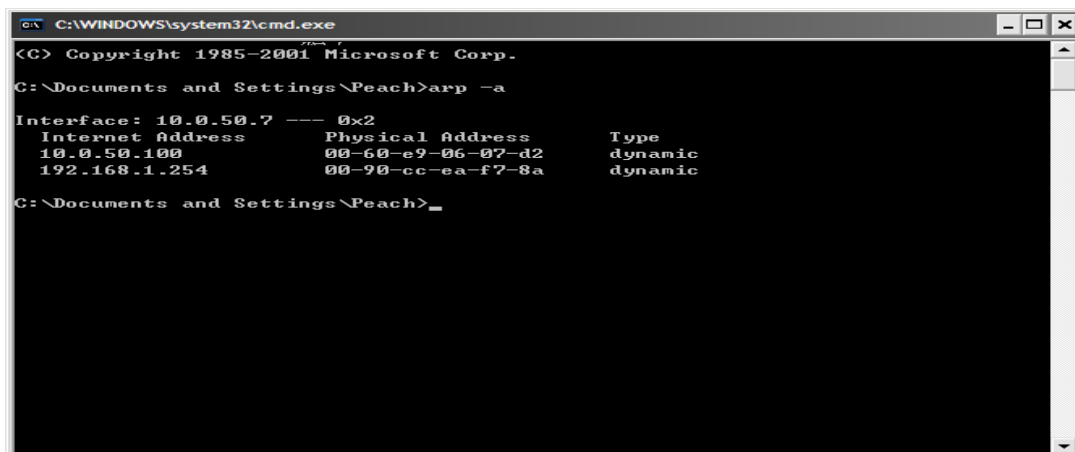 C:\WINDOWS\system32\cmd.exe
(C) Copyright 1985-2001 Microsoft Corp.
C:\Documents and Settings\Peach>arp -a
Interface: 10.0.50.7 --- 0x2
Internet Address Physical Address Type
10.0.50.100 00-60-e9-06-07-d2 dynamic
192.168.1.254 00-90-cc-ea-f7-8a dynamic
C:\Documents and Settings\Peach>_